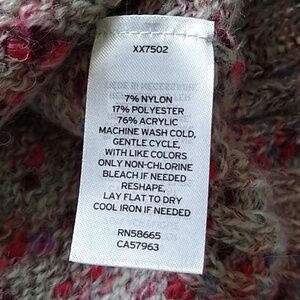 XX7502
7% NYLON
17% POLYESTER
76% ACRYLIC
MACHINE WASH COLD,
GENTLE CYCLE,
WITH LIKE COLORS
ONLY NON-CHLORINE
BLEACH IF NEEDED
RESHAPE,
LAY FLAT TO DRY
COOL IRON IF NEEDED
RN58665
CA57963